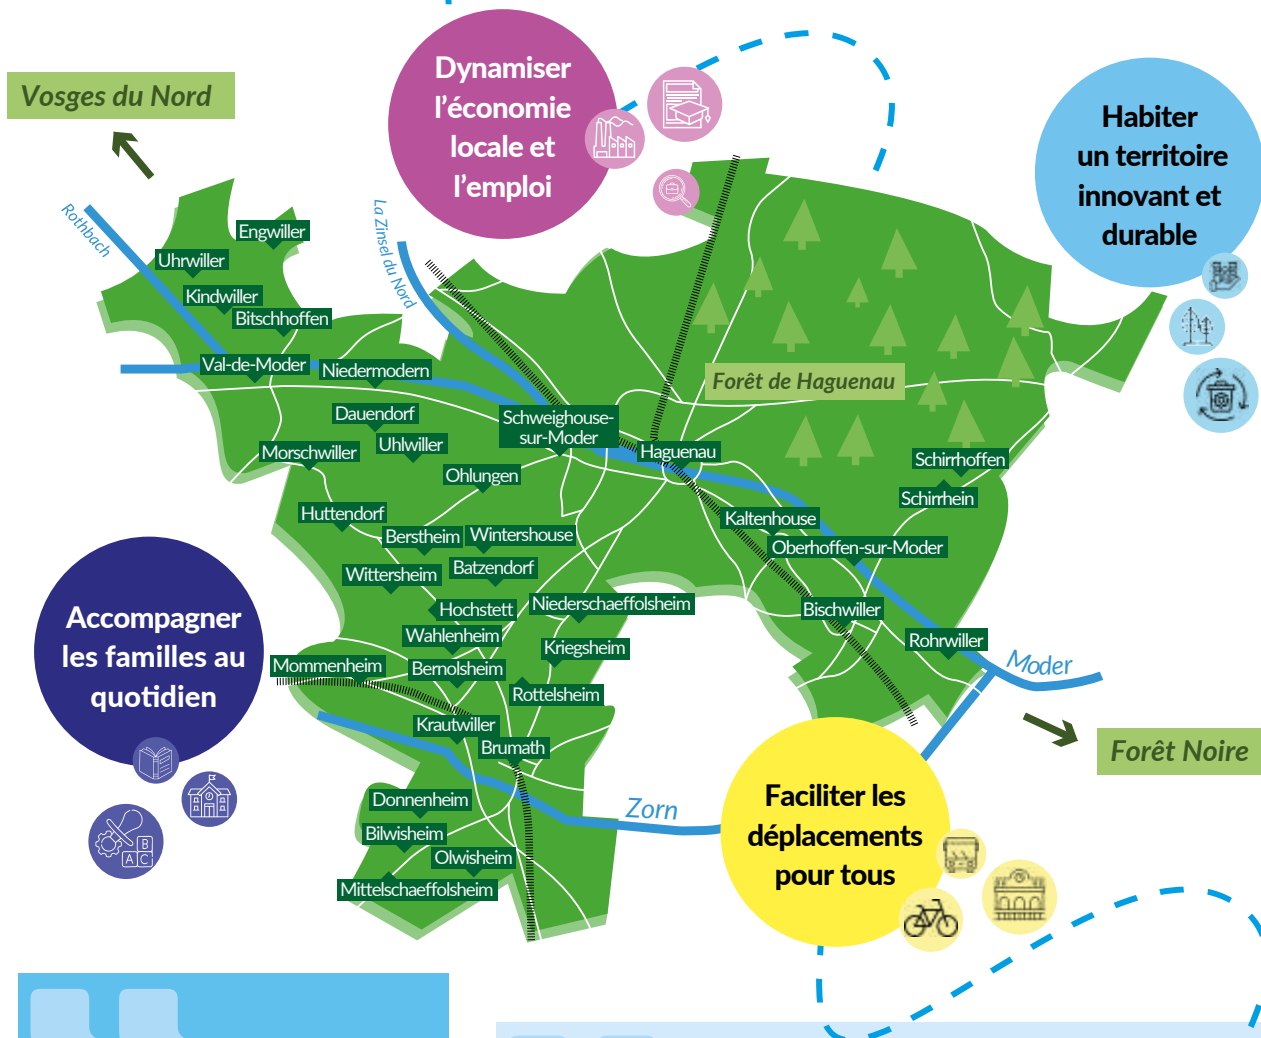 Dynamiser
l’économie
locale et
l’emploi
Vosges du Nord
Habiter
un territoire
innovant et
durable
Rothbach
La Zinsel du Nord
Engwiller
Uhrwiller
Kindwiller
Bitschhoffen
Val-de-Moder
Niedermodern
Forêt de Haguenau
Dauendorf
Schweighouse-
sur-Moder
Uhlwiller
Morschwiller
Haguenau
Ohlungen
Schirrhoffen
Schirrhein
Huttendorf
Kaltenhouse
Berstheim
Wintershouse
Oberhoffen-sur-Moder
Wittersheim
Batzendorf
Hochstett
Niederschaeffolsheim
Bischwiller
Accompagner
les familles au
quotidien
Wahlenheim
Kriegsheim
Rohrwiller
Mommenheim
Bernolsheim
Moder
Rottelsheim
Krautwiller
Brumath
Forêt Noire
Donnenheim
Zorn
Faciliter les
déplacements
pour tous
Bilwisheim
Olwisheim
Mittelschaeffolsheim
B
A C